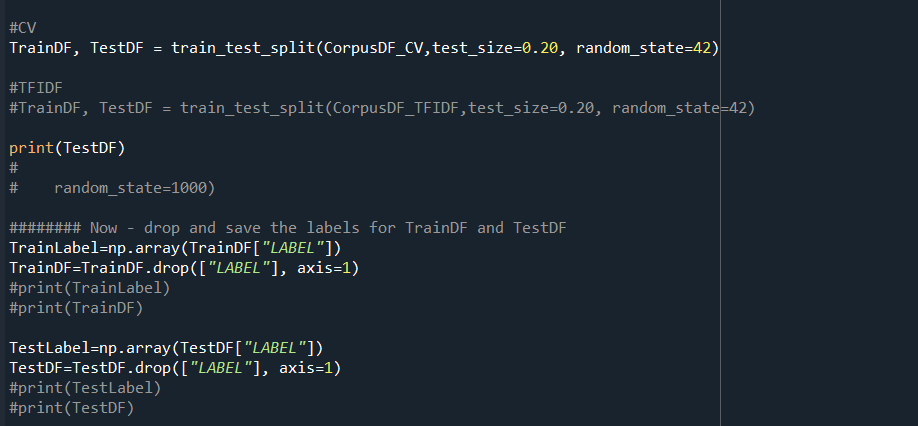 #CV
TrainDF, TestDF = train_test_split(CorpusDF_CV,test_size=0.20, random_state=42)
#TFIDF
#TrainDF, TestDF = train_test_split(CorpusDF_TFIDF,test_size=0.20, random_state=42)
print(TestDF)
#
#    random_state=1000)
######## Now - drop and save the labels for TrainDF and TestDF
TrainLabel=np.array(TrainDF["LABEL"])
TrainDF=TrainDF.drop(["LABEL"], axis=1)
#print(TrainLabel)
#print(TrainDF)
TestLabel=np.array(TestDF["LABEL"])
TestDF=TestDF.drop(["LABEL"], axis=1)
#print(TestLabel)
#print(TestDF)